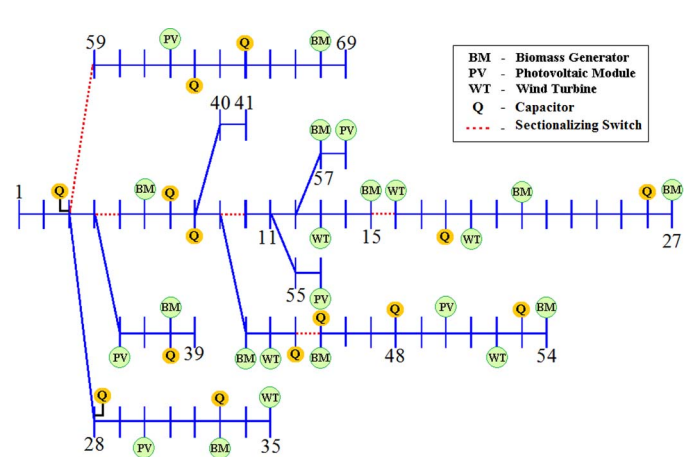 PV
Q
BM
59
69
Q
BM - Biomass Generator
PV - Photovoltaic Module
WT - Wind Turbine
Q - Capacitor
- Sectionalizing Switch
40 41
BM PV
57
1
Q
BM
Q
BM WT
BM
Q
BM
Q
11
WT
15
Q
WT
27
55
PV
BM
Q
Q
PV
Q
BM
PV
Q
39
BM
WT
Q
BM
48
WT
54
Q
Q
WT
28
PV
BM
35